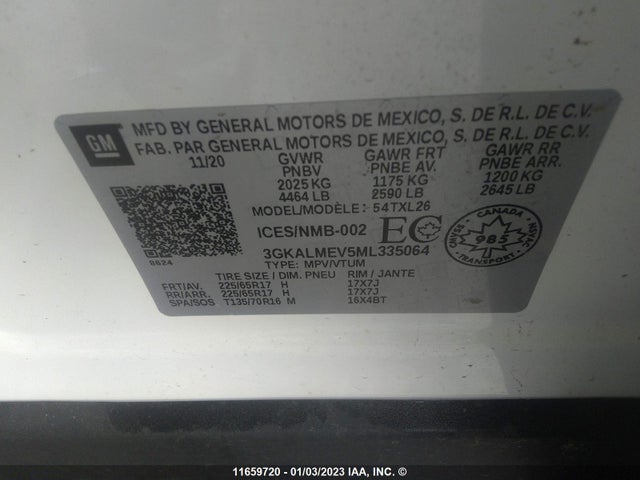 GM
MFD BY GENERAL MOTORS DE MEXICO, S. DE R.L. DE C.V.
FAB. PAR GENERAL MOTORS DE MEXICO, S. DE R.L. DE C.V.
11/20 GVWR GAWR FRT GAWR RR
PNBV PNBE AV. PNBE ARR.
2025 KG 1175 KG 1200 KG
4464 LB 2590 LB 2645 LB
MODEL/MODÈLE: 54TXL26
ICES/NMB-002 EC
CANADA
985
TRANSPORT
3GKALMEV5ML335064
9824
TYPE: MPV/VTUM
TIRE SIZE / DIM. PNEU RIM / JANTE
FRT/AV. 225/65R17 H 17X7J
RR/ARR. 225/65R17 H 17X7J
SPA/SOS T135/70R16 M 16X4BT
11659720 - 01/03/2023 IAA, INC. ©